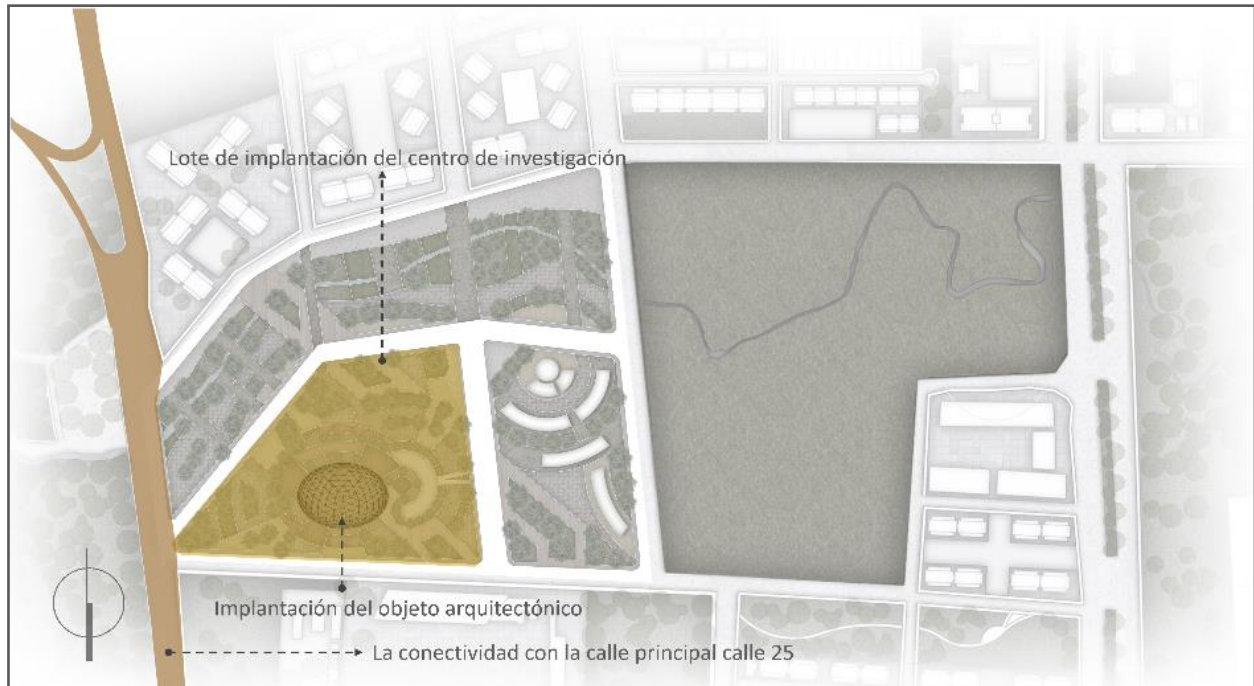 Lote de implantación del centro de investigación
Implantación del objeto arquitectónico
La conectividad con la calle principal calle 25